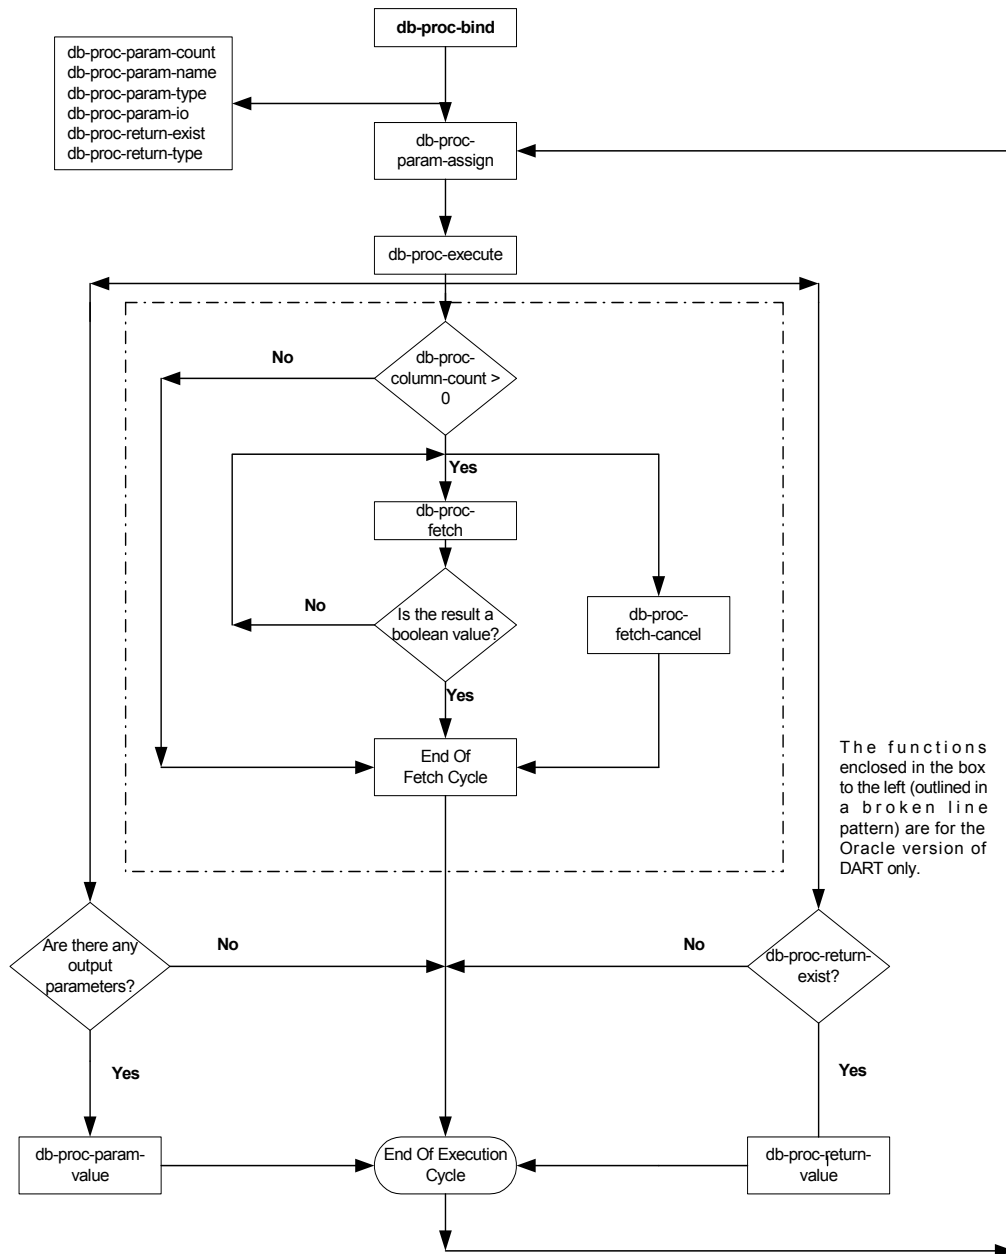 db-proc-bind
db-proc-param-count
db-proc-param-name
db-proc-param-type
db-proc-param-io
db-proc-return-exist
db-proc-return-type
db-proc-
param-assign
db-proc-execute
No
db-proc-
column-count >
0
Yes
db-proc-
fetch
No
Is the result a
boolean value?
db-proc-
fetch-cancel
Yes
End Of
Fetch Cycle
The functions
enclosed in the box
to the left (outlined in
a broken line
pattern) are for the
Oracle version of
DART only.
Are there any
output
parameters?
No
No
db-proc-return-
exist?
Yes
Yes
db-proc-param-
value
End Of Execution
Cycle
db-proc-return-
value